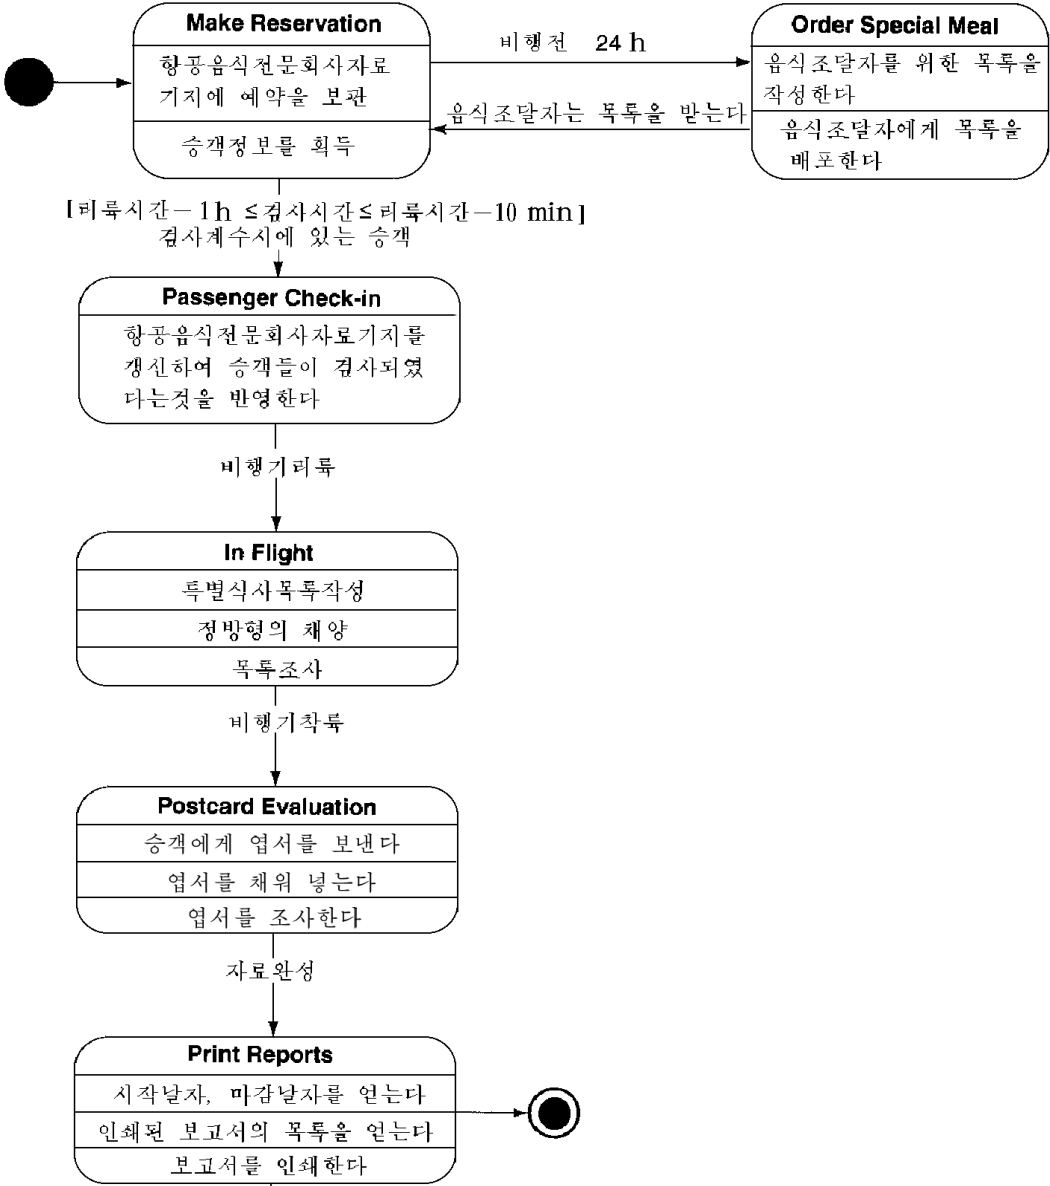 Make Reservation
항공음식전문회사자료
기지에 예약을 보관
승객정보를 획득
비행전 24 h
음식조달자는 목록을 받는다
Order Special Meal
음식조달자를 위한 목록을
작성한다
음식조달자에게 목록을
배포한다
[리륙시간－1h ≤검사시간≤리륙시간－10 min]
검사계수시에 있는 승객
Passenger Check-in
항공음식전문회사자료기지를
갱신하여 승객들이 검사되였
다는것을 반영한다
비행기리륙
In Flight
특별식사목록작성
정방형의 채양
목록조사
비행기착륙
Postcard Evaluation
승객에게 엽서를 보낸다
엽서를 채워 넣는다
엽서를 조사한다
자료완성
Print Reports
시작날자, 마감날자를 얻는다
인쇄된 보고서의 목록을 얻는다
보고서를 인쇄한다